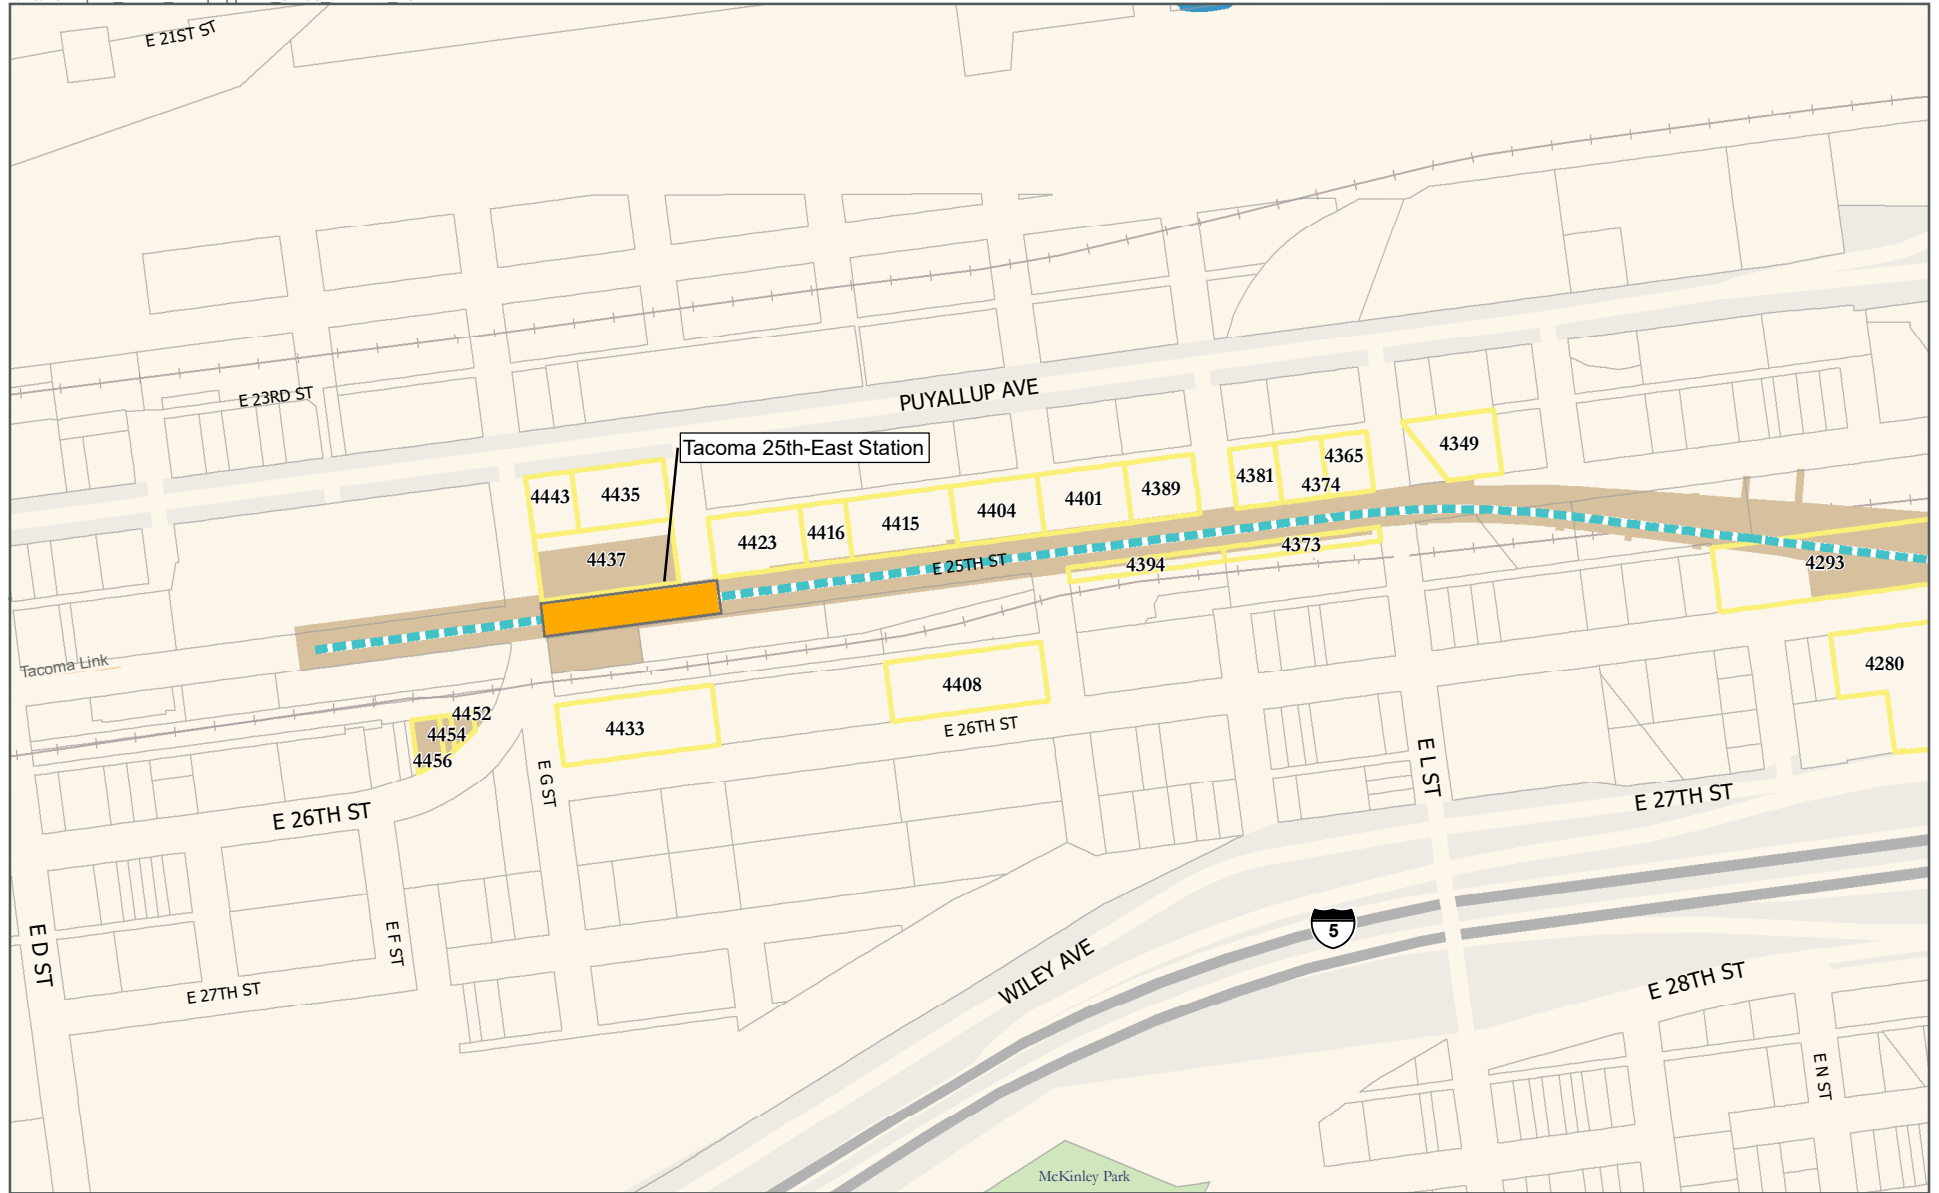 E 21ST ST
E 23RD ST
PUYALLUP AVE
Tacoma 25th-East Station
4349
4365
4381
4374
4389
4443
4435
4401
4404
4415
4416
4423
4437
E 25TH ST
4373
4394
4293
Tacoma Link
4280
4408
4452
4433
4454
4456
E 26TH ST
E G ST
E L ST
E 26TH ST
E 27TH ST
5
E D ST
E F ST
WILEY AVE
E 28TH ST
E 27TH ST
E N ST
McKinley Park